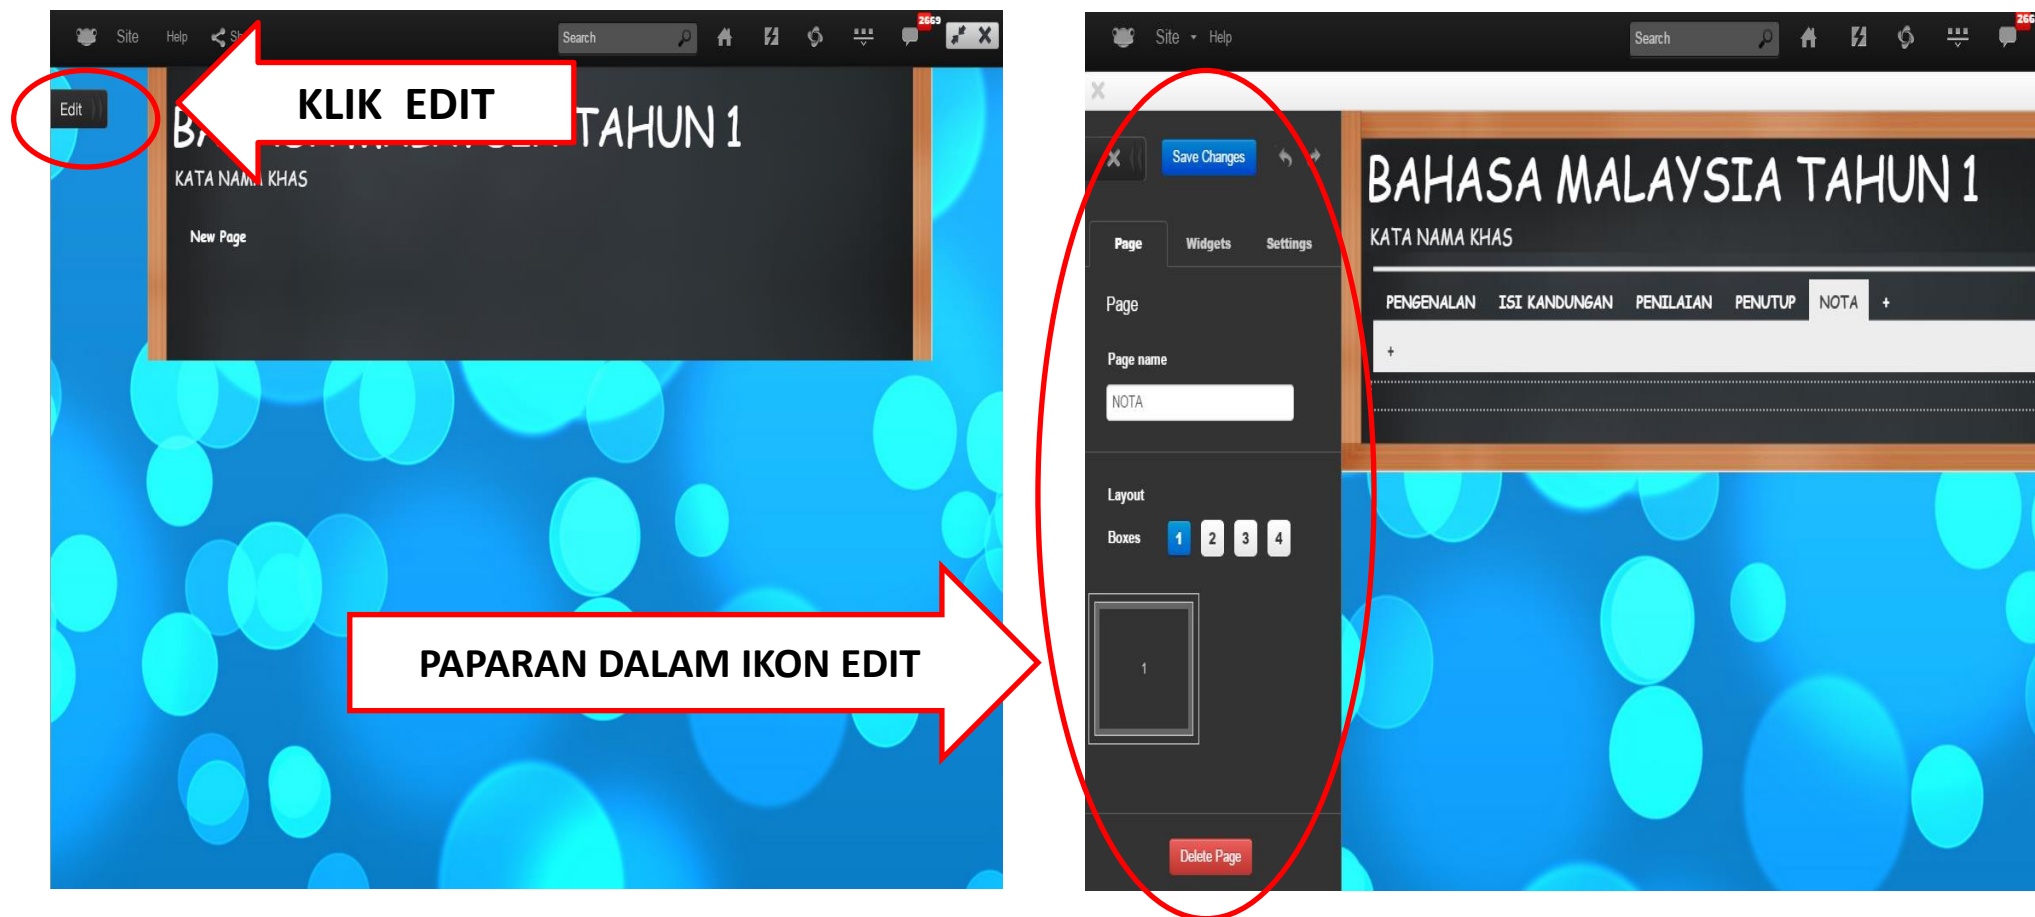 Site Help Search 2669
KLIK EDIT
Edit
TAHUN 1
KATA NAMA KHAS
New Page
PAPARAN DALAM IKON EDIT
Site Help Search
Save Changes
BAHASA MALAYSIA TAHUN 1
KATA NAMA KHAS
Page Widgets Settings
PENGENALAN ISI KANDUNGAN PENILAIAN PENUTUP NOTA +
Page
+
Page name
NOTA
Layout
Boxes 1 2 3 4
1
Delete Page